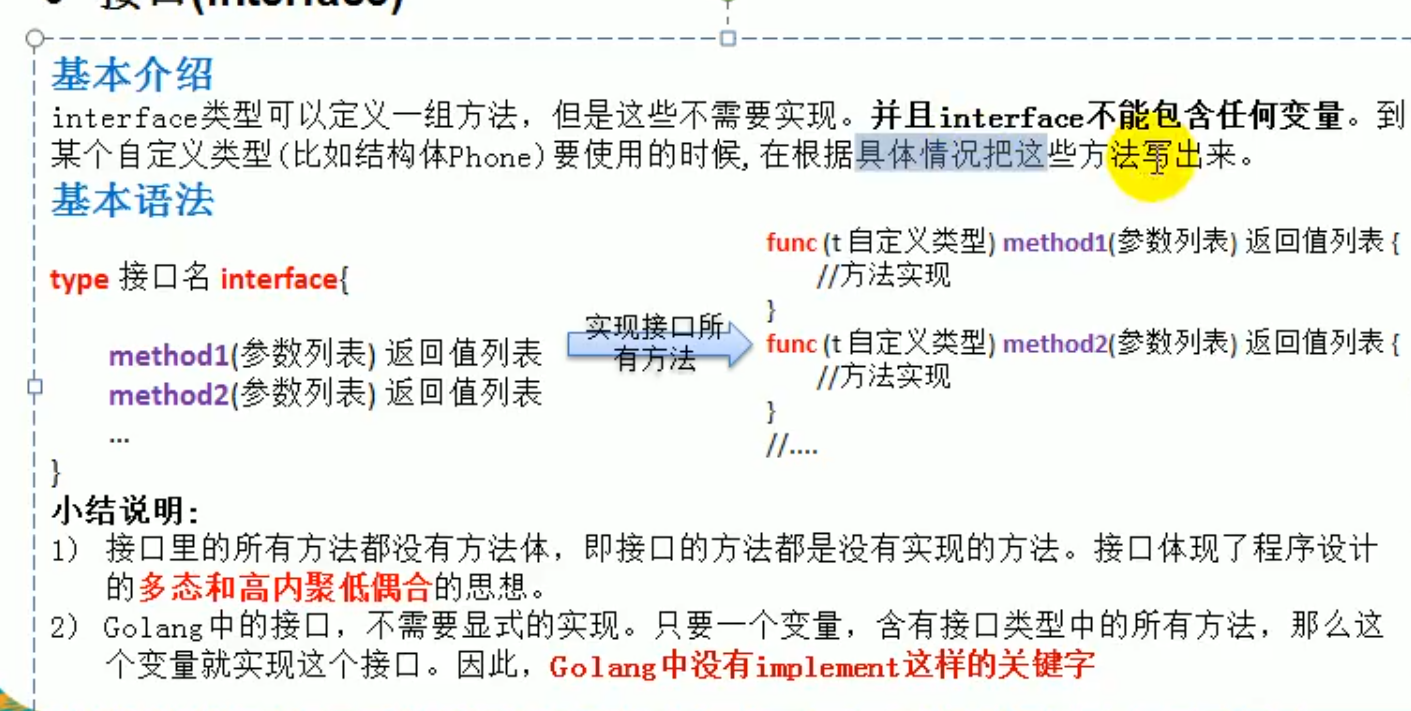 接口(interface)
基本介绍
interface类型可以定义一组方法，但是这些不需要实现。并且interface不能包含任何变量。到
某个自定义类型(比如结构体Phone)要使用的时候,在根据具体情况把这些方法写出来。
基本语法
type 接口名 interface{
method1(参数列表) 返回值列表
method2(参数列表) 返回值列表
...
}
实现接口所
有方法
func (t 自定义类型) method1(参数列表) 返回值列表 {
//方法实现
}
func (t 自定义类型) method2(参数列表) 返回值列表 {
//方法实现
}
//....
小结说明:
1) 接口里的所有方法都没有方法体，即接口的方法都是没有实现的方法。接口体现了程序设计
的多态和高内聚低偶合的思想。
2) Golang中的接口，不需要显式的实现。只要一个变量，含有接口类型中的所有方法，那么这
个变量就实现这个接口。因此，Golang中没有implement这样的关键字